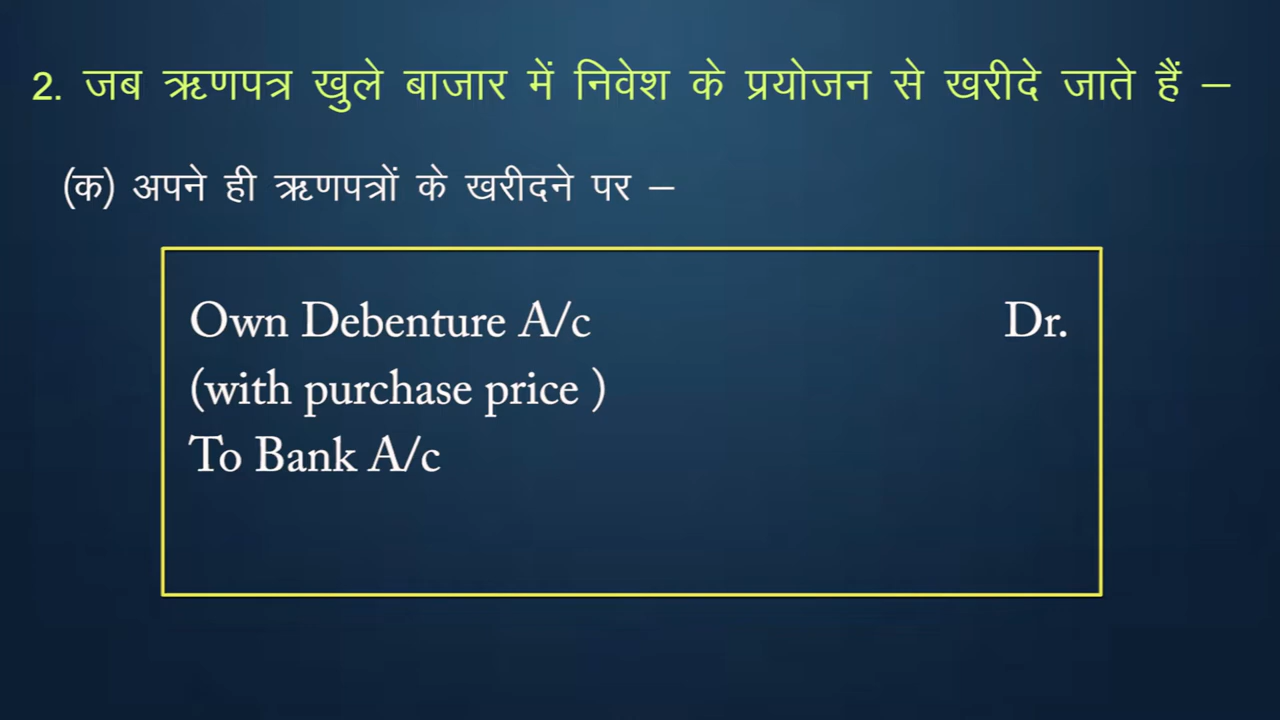 2. जब ऋणपत्र खुले बाजार में निवेश के प्रयोजन से खरीदे जाते हैं –
(क) अपने ही ऋणपत्रों के खरीदने पर –
Own Debenture A/c Dr.
(with purchase price )
To Bank A/c